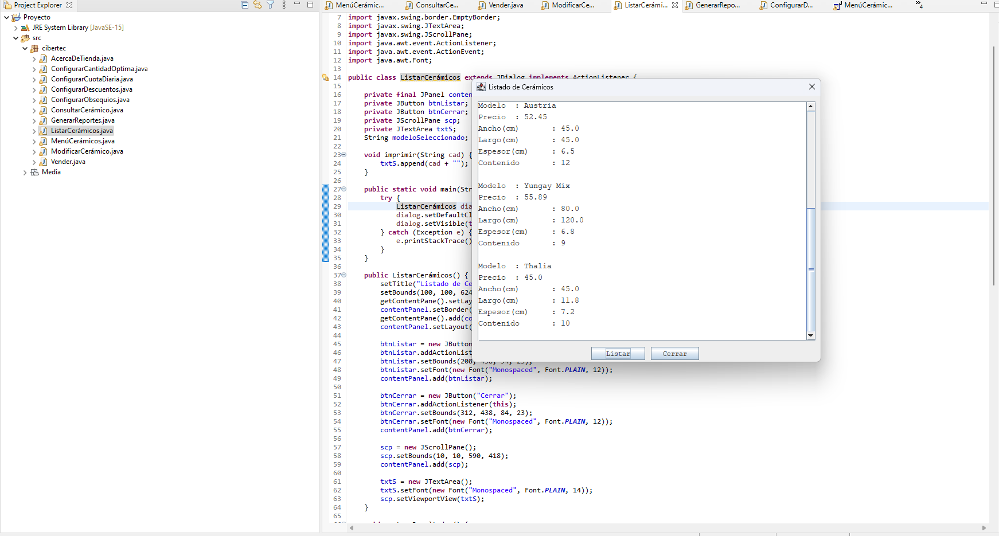 Project Explorer
Proyecto
JRE System Library [JavaSE-15]
src
cibertec
AcercaDeTienda.java
ConfigurarCantidadOptima.java
ConfigurarCuotaDiaria.java
ConfigurarDescuentos.java
ConfigurarObsequios.java
ConsultarCerámico.java
GenerarReportes.java
ListarCerámicos.java
MenúCerámicos.java
ModificarCerámico.java
Vender.java
Media
MenúCerámic... ConsultarCe... Vender.java ModificarCe... ListarCerámi... GenerarRepo... ConfigurarD... MenúCerámic... »4
7 import javax.swing.border.EmptyBorder;
8 import javax.swing.JTextArea;
9 import javax.swing.JScrollPane;
10 import java.awt.event.ActionListener;
11 import java.awt.event.ActionEvent;
12 import java.awt.Font;
13
14 public class ListarCerámicos extends JDialog implements ActionListener {
15
16 private final JPanel conten
17 private JButton btnListar;
18 private JButton btnCerrar;
19 private JScrollPane scp;
20 private JTextArea txtS;
21 String modeloSeleccionado;
22
23 void imprimir(String cad) {
24 txtS.append(cad + "");
25 }
26
27 public static void main(Str
28 try {
29 ListarCerámicos dia
30 dialog.setDefaultCl
31 dialog.setVisible(t
32 } catch (Exception e) {
33 e.printStackTrace()
34 }
35 }
36
37 public ListarCerámicos() {
38 setTitle("Listado de Ce
39 setBounds(100, 100, 624
40 getContentPane().setLay
41 contentPanel.setBorder(
42 getContentPane().add(co
43 contentPanel.setLayout(
44
45 btnListar = new JButton
46 btnListar.addActionList
47 btnListar.setBounds(208, 438, 94, 23);
48 btnListar.setFont(new Font("Monospaced", Font.PLAIN, 12));
49 contentPanel.add(btnListar);
50
51 btnCerrar = new JButton("Cerrar");
52 btnCerrar.addActionListener(this);
53 btnCerrar.setBounds(312, 438, 84, 23);
54 btnCerrar.setFont(new Font("Monospaced", Font.PLAIN, 12));
55 contentPanel.add(btnCerrar);
56
57 scp = new JScrollPane();
58 scp.setBounds(10, 10, 590, 418);
59 contentPanel.add(scp);
60
61 txtS = new JTextArea();
62 txtS.setFont(new Font("Monospaced", Font.PLAIN, 14));
63 scp.setViewportView(txtS);
64 }
65
Listado de Cerámicos
Modelo : Austria
Precio : 52.45
Ancho(cm) : 45.0
Largo(cm) : 45.0
Espesor(cm) : 6.5
Contenido : 12
Modelo : Yungay Mix
Precio : 55.89
Ancho(cm) : 80.0
Largo(cm) : 120.0
Espesor(cm) : 6.8
Contenido : 9
Modelo : Thalía
Precio : 45.0
Ancho(cm) : 45.0
Largo(cm) : 11.8
Espesor(cm) : 7.2
Contenido : 10
Listar Cerrar